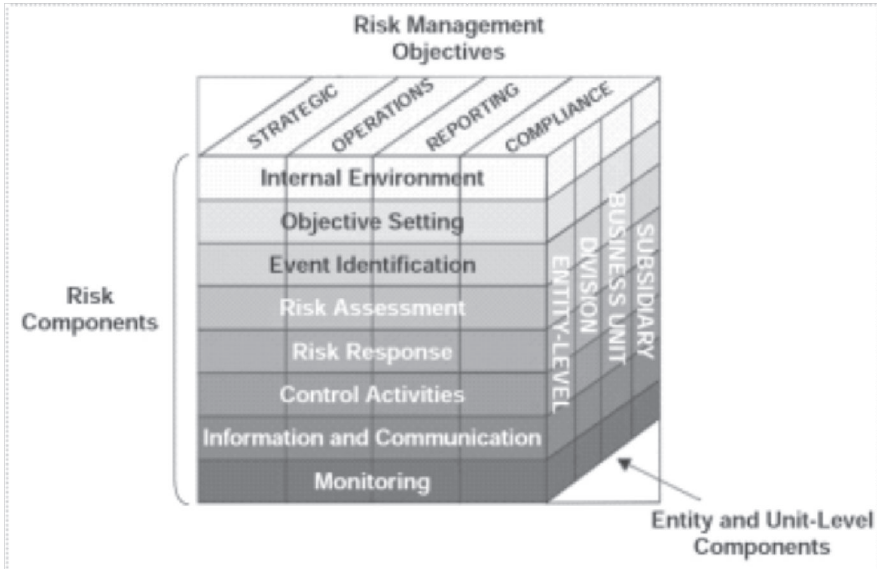 Risk Management
Objectives
STRATEGIC
OPERATIONS
REPORTING
COMPLIANCE
Internal Environment
Objective Setting
Event Identification
Risk Assessment
Risk Response
Control Activities
Information and Communication
Monitoring
Risk
Components
ENTITY-LEVEL
DIVISION
BUSINESS UNIT
SUBSIDIARY
Entity and Unit-Level
Components